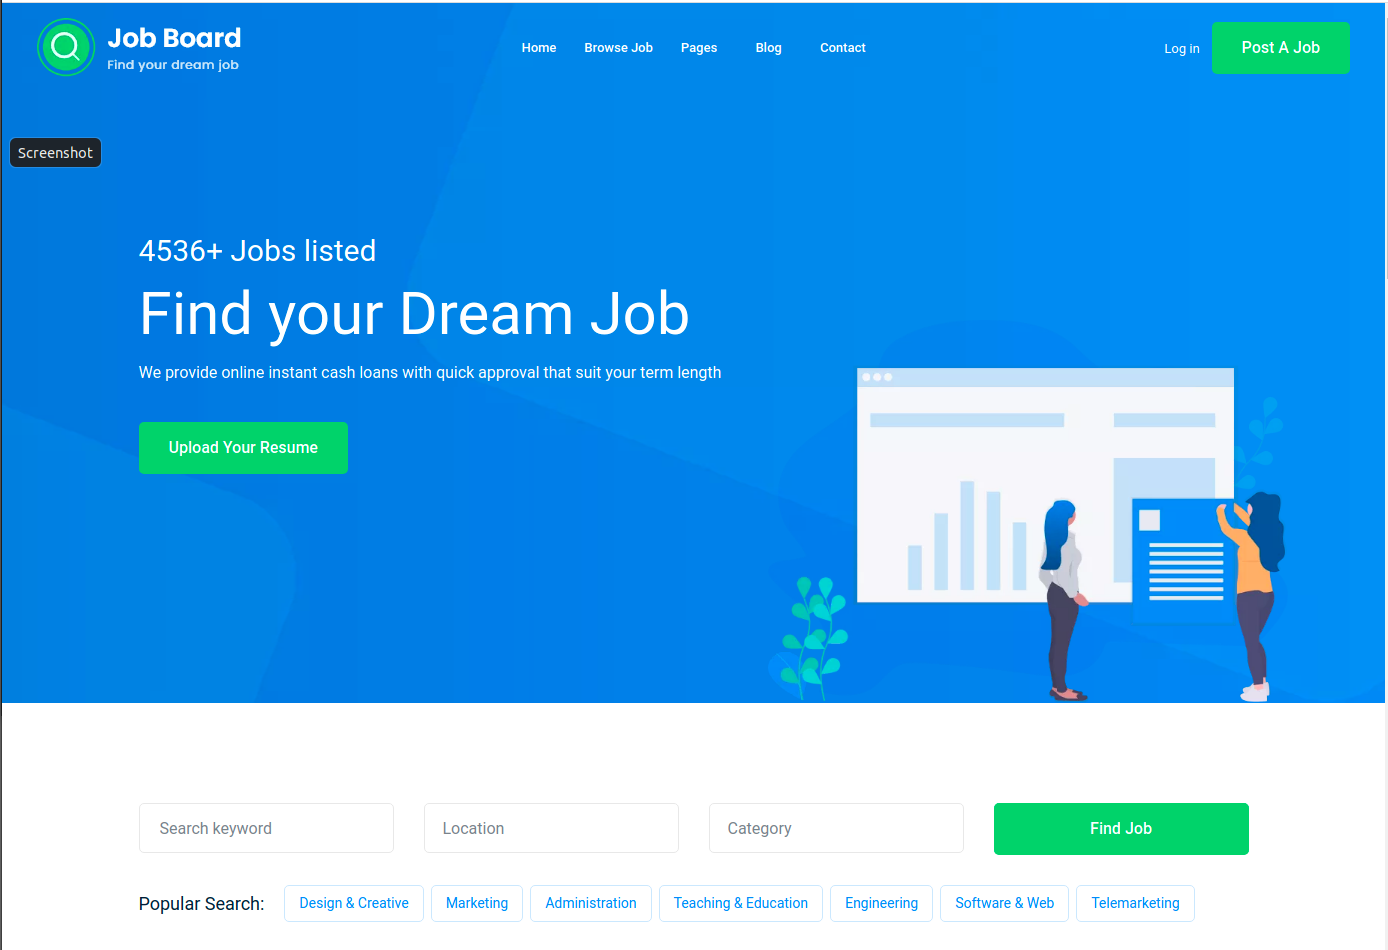 Job Board
Find your dream job
Home Browse Job Pages Blog Contact
Log in Post A Job
Screenshot
4536+ Jobs listed
Find your Dream Job
We provide online instant cash loans with quick approval that suit your term length
Upload Your Resume
Search keyword Location Category Find Job
Popular Search: Design & Creative Marketing Administration Teaching & Education Engineering Software & Web Telemarketing